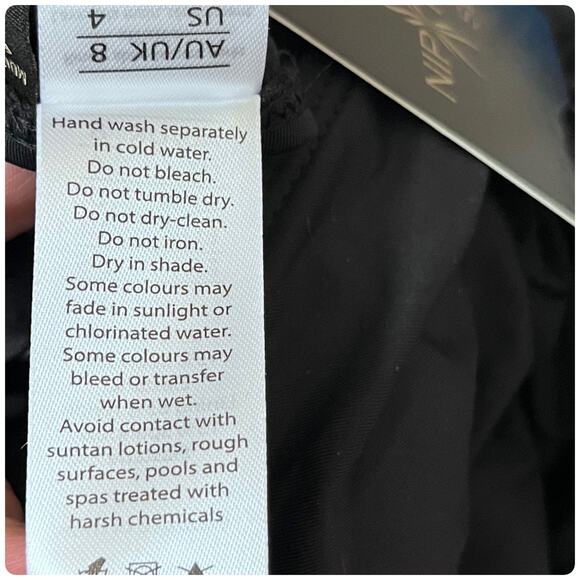 US 4
AU/UK 8
Hand wash separately
in cold water.
Do not bleach.
Do not tumble dry.
Do not dry-clean.
Do not iron.
Dry in shade.
Some colours may
fade in sunlight or
chlorinated water.
Some colours may
bleed or transfer
when wet.
Avoid contact with
suntan lotions, rough
surfaces, pools and
spas treated with
harsh chemicals